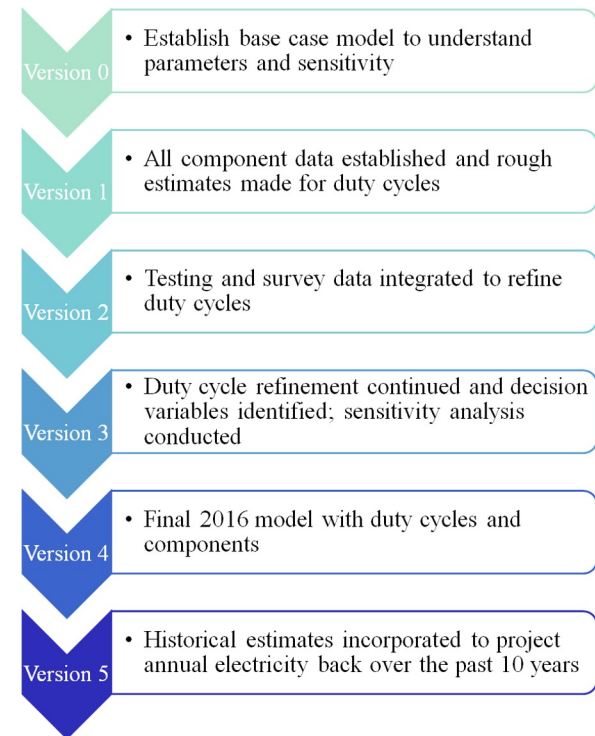 Version 0
• Establish base case model to understand
parameters and sensitivity
Version 1
• All component data established and rough
estimates made for duty cycles
Version 2
• Testing and survey data integrated to refine
duty cycles
Version 3
• Duty cycle refinement continued and decision
variables identified; sensitivity analysis
conducted
Version 4
• Final 2016 model with duty cycles and
components
Version 5
• Historical estimates incorporated to project
annual electricity back over the past 10 years